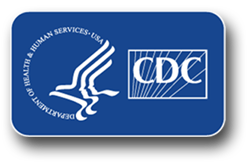 DEPARTMENT OF HEALTH & HUMAN SERVICES • USA
CDC